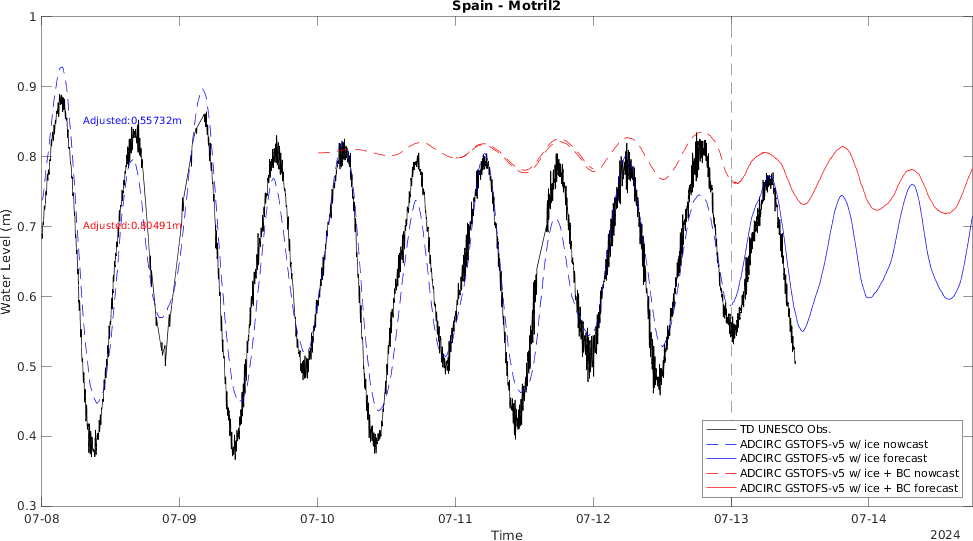 Spain - Motril2
1
0.9
0.8
0.7
0.6
0.5
0.4
0.3
Water Level (m)
Adjusted:0.55732m
Adjusted:0.80491m
TD UNESCO Obs.
ADCIRC GSTOFS-v5 w/ ice nowcast
ADCIRC GSTOFS-v5 w/ ice forecast
ADCIRC GSTOFS-v5 w/ ice + BC nowcast
ADCIRC GSTOFS-v5 w/ ice + BC forecast
07-08 07-09 07-10 07-11 07-12 07-13 07-14
Time
2024